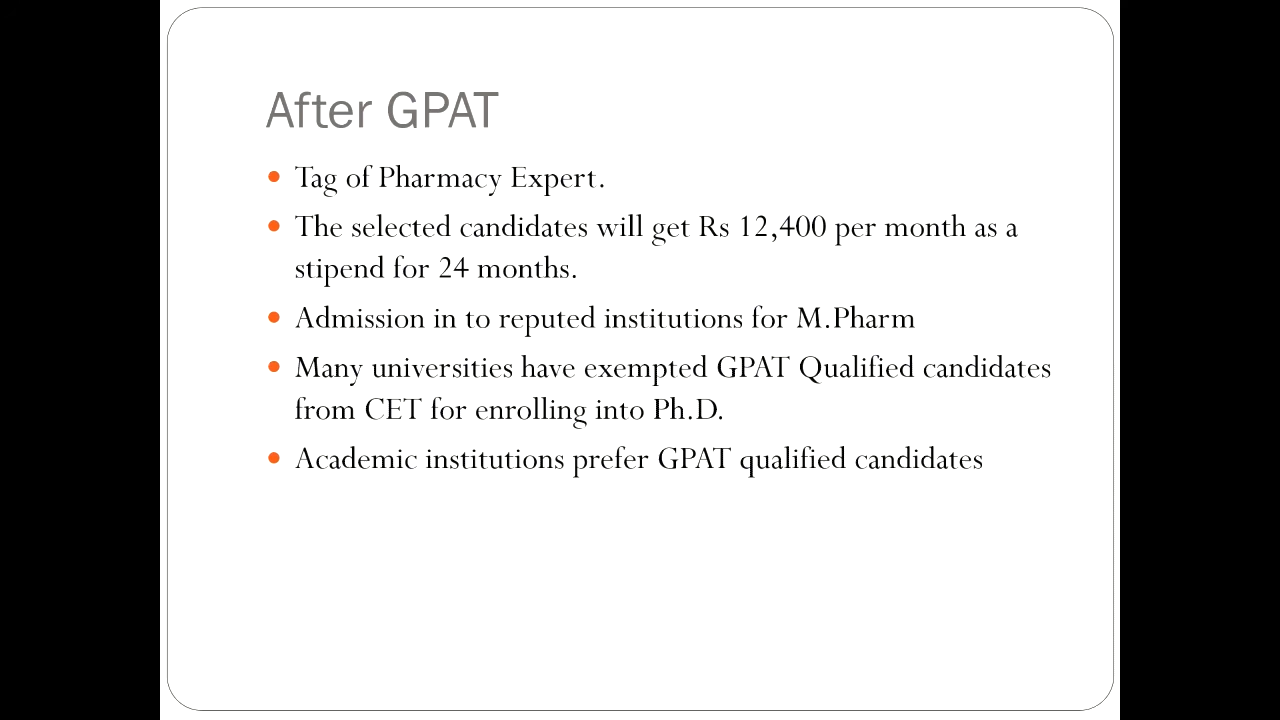 After GPAT
• Tag of Pharmacy Expert.
• The selected candidates will get Rs 12,400 per month as a
stipend for 24 months.
• Admission in to reputed institutions for M.Pharm
• Many universities have exempted GPAT Qualified candidates
from CET for enrolling into Ph.D.
• Academic institutions prefer GPAT qualified candidates